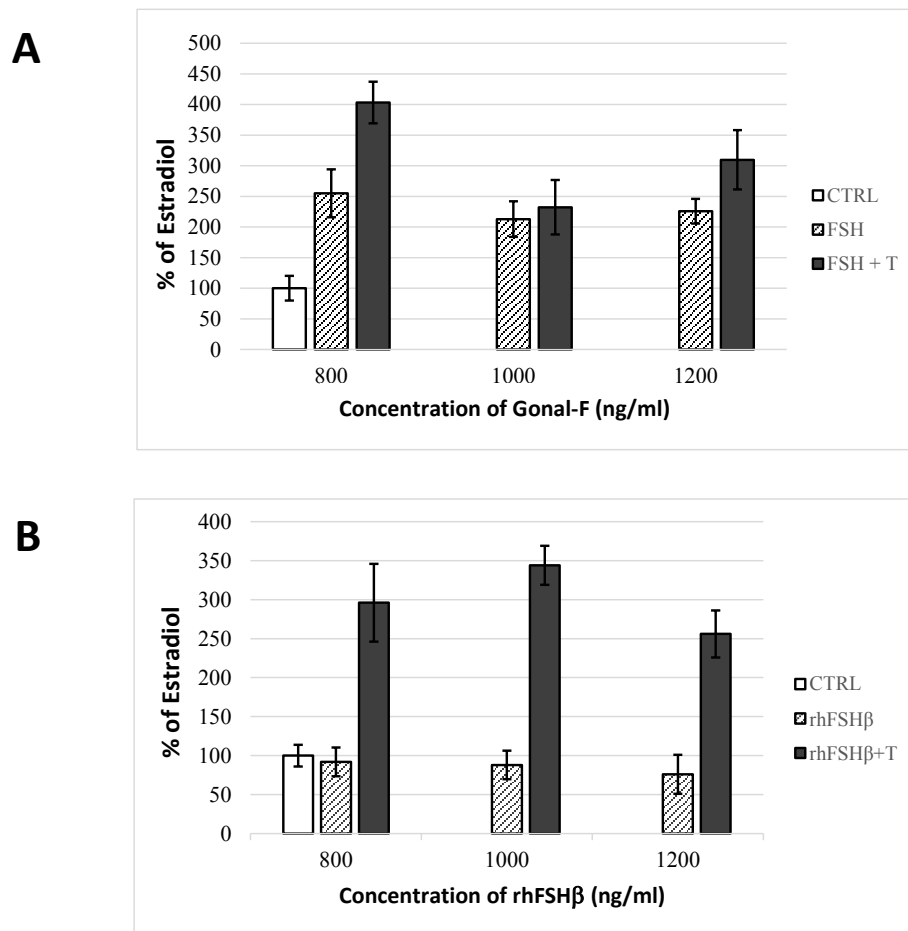 A
500
450
400
350
300
250
200
150
100
50
0
% of Estradiol
800 1000 1200
Concentration of Gonal-F (ng/ml)
CTRL
FSH
FSH + T
B
400
350
300
250
200
150
100
50
0
% of Estradiol
800 1000 1200
Concentration of rhFSHβ (ng/ml)
CTRL
rhFSHβ
rhFSHβ+T